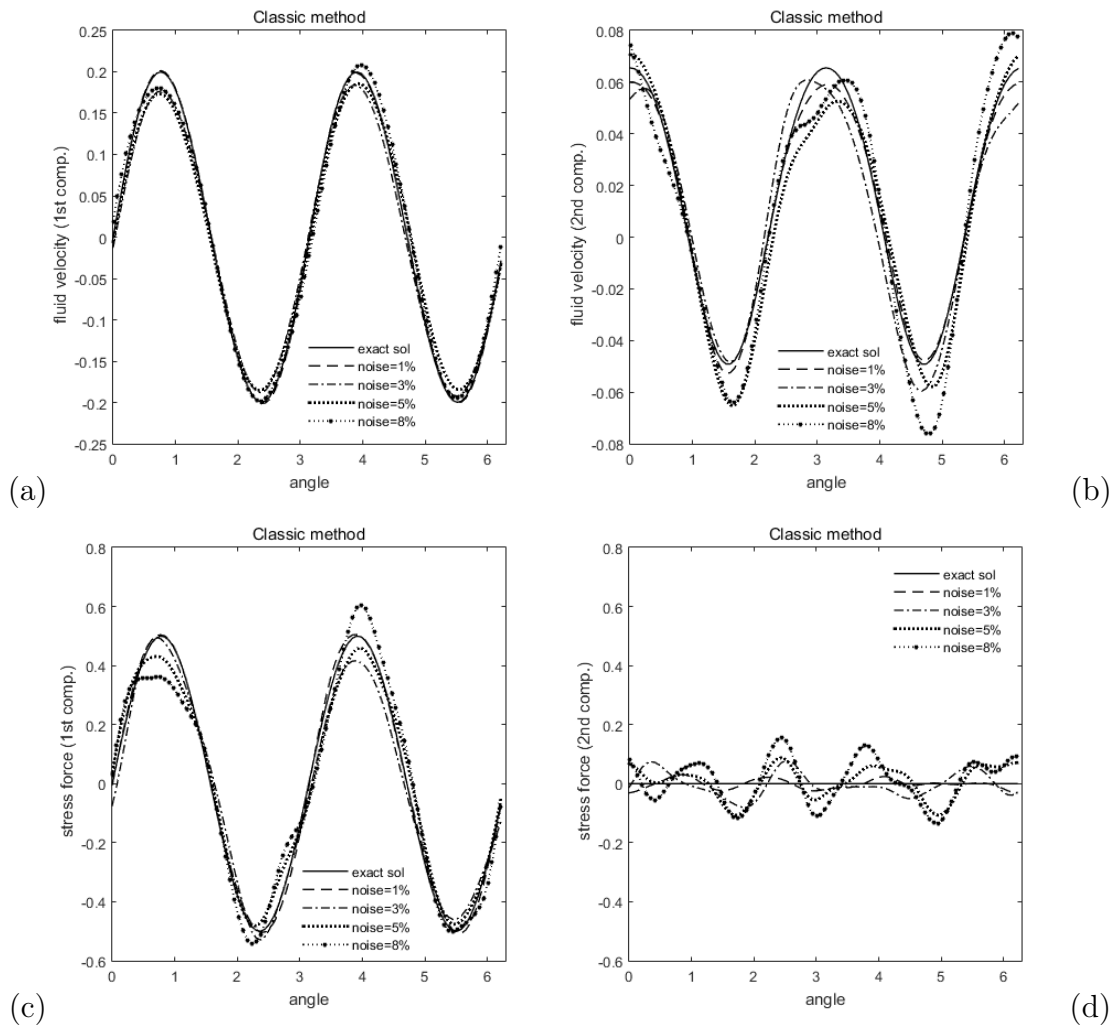 Classic method
0.25
0.2
0.15
0.1
0.05
0
-0.05
-0.1
-0.15
-0.2
-0.25
fluid velocity (1st comp.)
exact sol
noise=1%
noise=3%
noise=5%
noise=8%
0 1 2 3 4 5 6
angle
(a)
Classic method
0.08
0.06
0.04
0.02
0
-0.02
-0.04
-0.06
-0.08
fluid velocity (2nd comp.)
exact sol
noise=1%
noise=3%
noise=5%
noise=8%
0 1 2 3 4 5 6
angle
(b)
Classic method
0.8
0.6
0.4
0.2
0
-0.2
-0.4
-0.6
stress force (1st comp.)
exact sol
noise=1%
noise=3%
noise=5%
noise=8%
0 1 2 3 4 5 6
angle
(c)
Classic method
0.8
0.6
0.4
0.2
0
-0.2
-0.4
-0.6
stress force (2nd comp.)
exact sol
noise=1%
noise=3%
noise=5%
noise=8%
0 1 2 3 4 5 6
angle
(d)